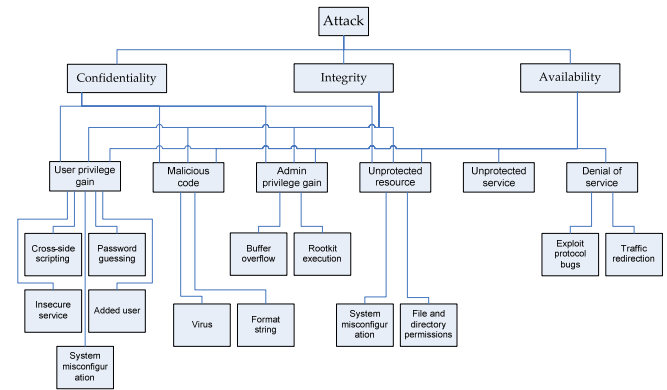 Attack
Confidentiality
Integrity
Availability
User privilege
gain
Malicious
code
Admin
privilege gain
Unprotected
resource
Unprotected
service
Denial of
service
Cross-side
scripting
Password
guessing
Buffer
overflow
Rootkit
execution
Exploit
protocol
bugs
Traffic
redirection
Insecure
service
Added user
Virus
Format
string
System
misconfigur
ation
File and
directory
permissions
System
misconfigur
ation